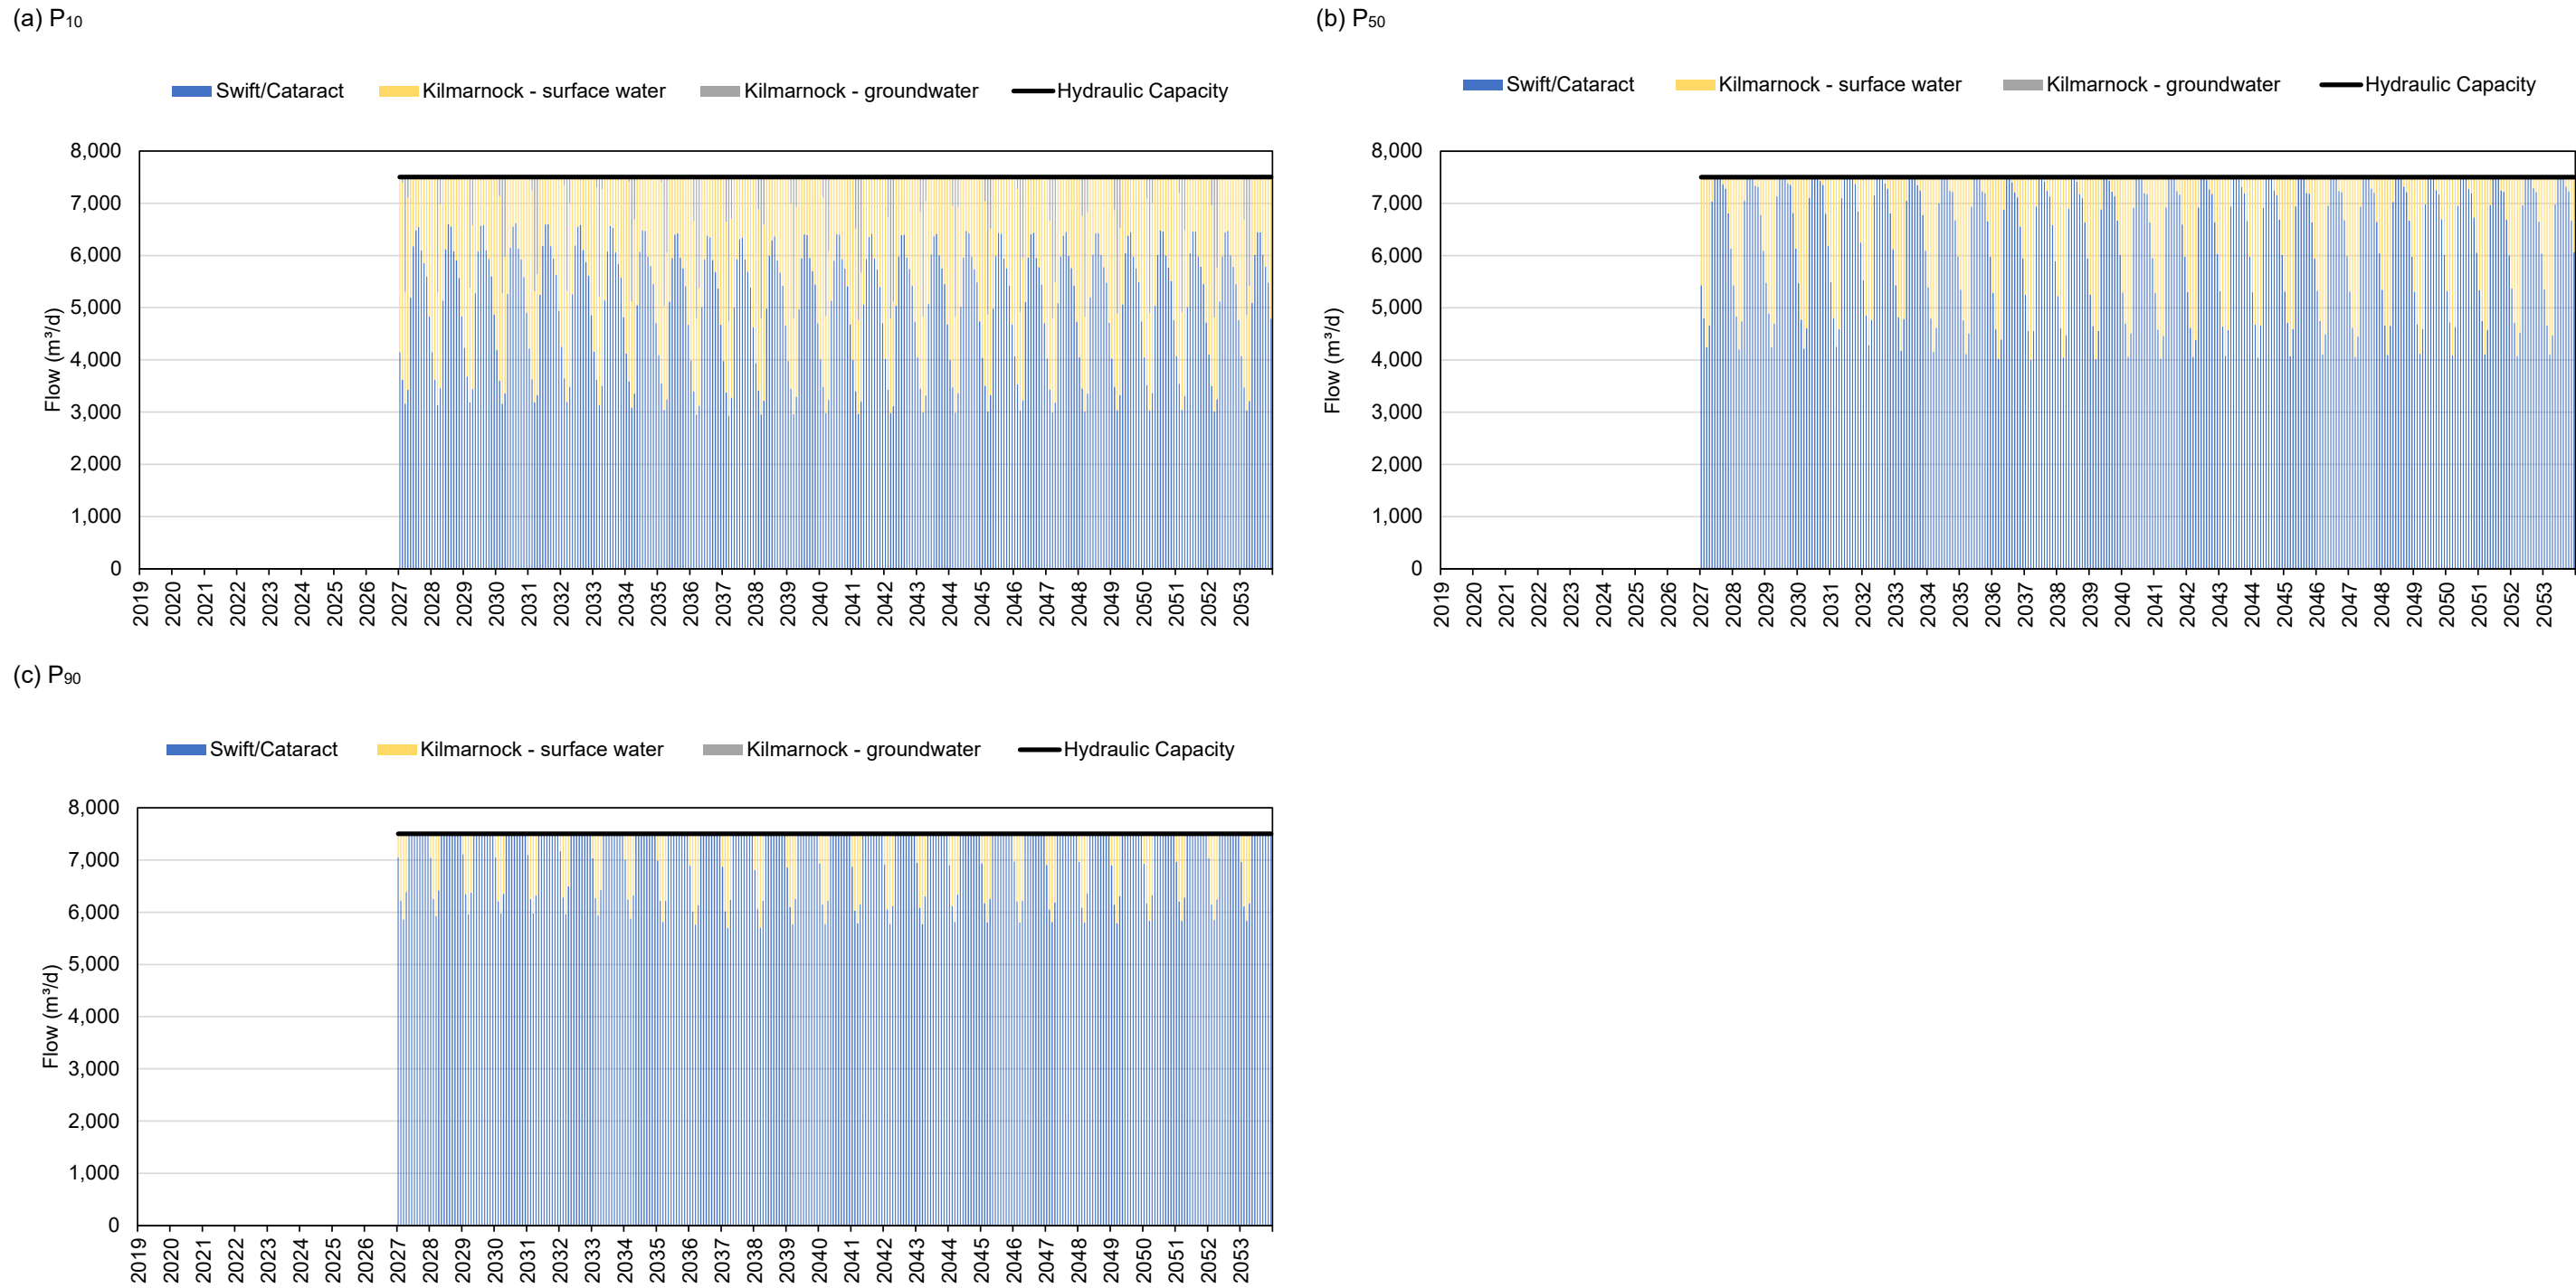 (a) P10
Swift/Cataract Kilmarnock - surface water Kilmarnock - groundwater Hydraulic Capacity
8,000
7,000
6,000
5,000
4,000
3,000
2,000
1,000
0
Flow (m³/d)
2019 2020 2021 2022 2023 2024 2025 2026 2027 2028 2029 2030 2031 2032 2033 2034 2035 2036 2037 2038 2039 2040 2041 2042 2043 2044 2045 2046 2047 2048 2049 2050 2051 2052 2053
(b) P50
Swift/Cataract Kilmarnock - surface water Kilmarnock - groundwater Hydraulic Capacity
8,000
7,000
6,000
5,000
4,000
3,000
2,000
1,000
0
Flow (m³/d)
2019 2020 2021 2022 2023 2024 2025 2026 2027 2028 2029 2030 2031 2032 2033 2034 2035 2036 2037 2038 2039 2040 2041 2042 2043 2044 2045 2046 2047 2048 2049 2050 2051 2052 2053
(c) P90
Swift/Cataract Kilmarnock - surface water Kilmarnock - groundwater Hydraulic Capacity
8,000
7,000
6,000
5,000
4,000
3,000
2,000
1,000
0
Flow (m³/d)
2019 2020 2021 2022 2023 2024 2025 2026 2027 2028 2029 2030 2031 2032 2033 2034 2035 2036 2037 2038 2039 2040 2041 2042 2043 2044 2045 2046 2047 2048 2049 2050 2051 2052 2053